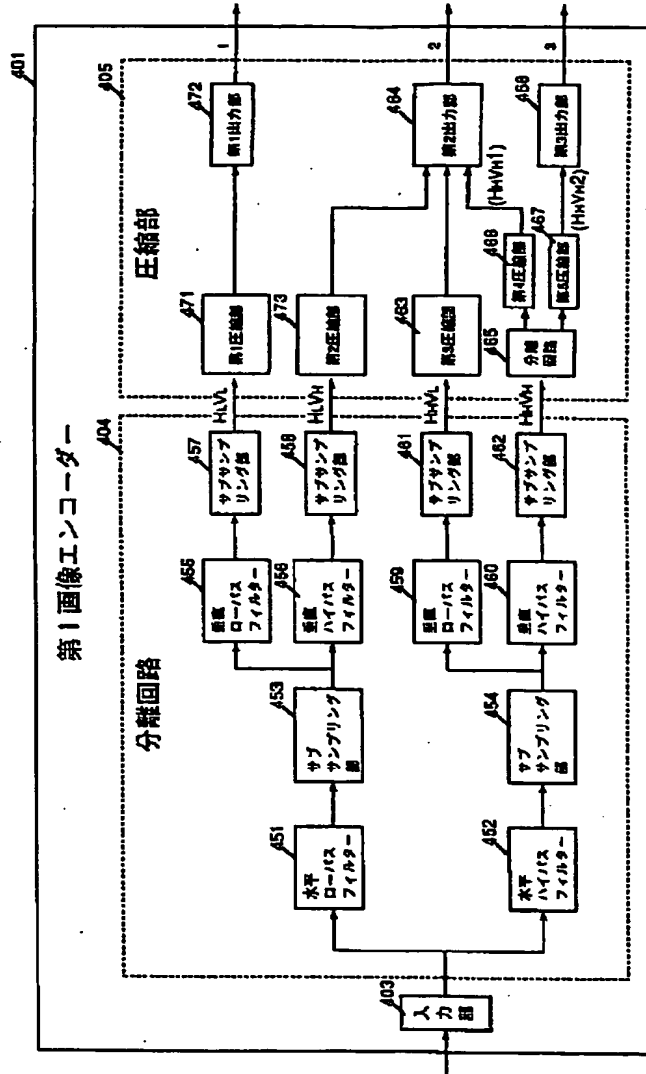 第1画像エンコーダー
401
分離回路
404
圧縮部
405
403
入力部
451
水平
ローパス
フィルター
452
水平
ハイパス
フィルター
453
サブ
サンプリング
部
454
サブ
サンプリング
部
455
垂直
ローパス
フィルター
456
垂直
ハイパス
フィルター
459
垂直
ローパス
フィルター
460
垂直
ハイパス
フィルター
457
サブサンプ
リング部
458
サブサンプ
リング部
461
サブサンプ
リング部
462
サブサンプ
リング部
HLVL
HLVH
HHVL
HHVH
471
第1圧縮部
473
第2圧縮部
463
第3圧縮部
465
分離
回路
466
第4圧縮部
467
第5圧縮部
(HHVH1)
(HHVH2)
472
第1出力部
464
第2出力部
468
第3出力部
1
2
3